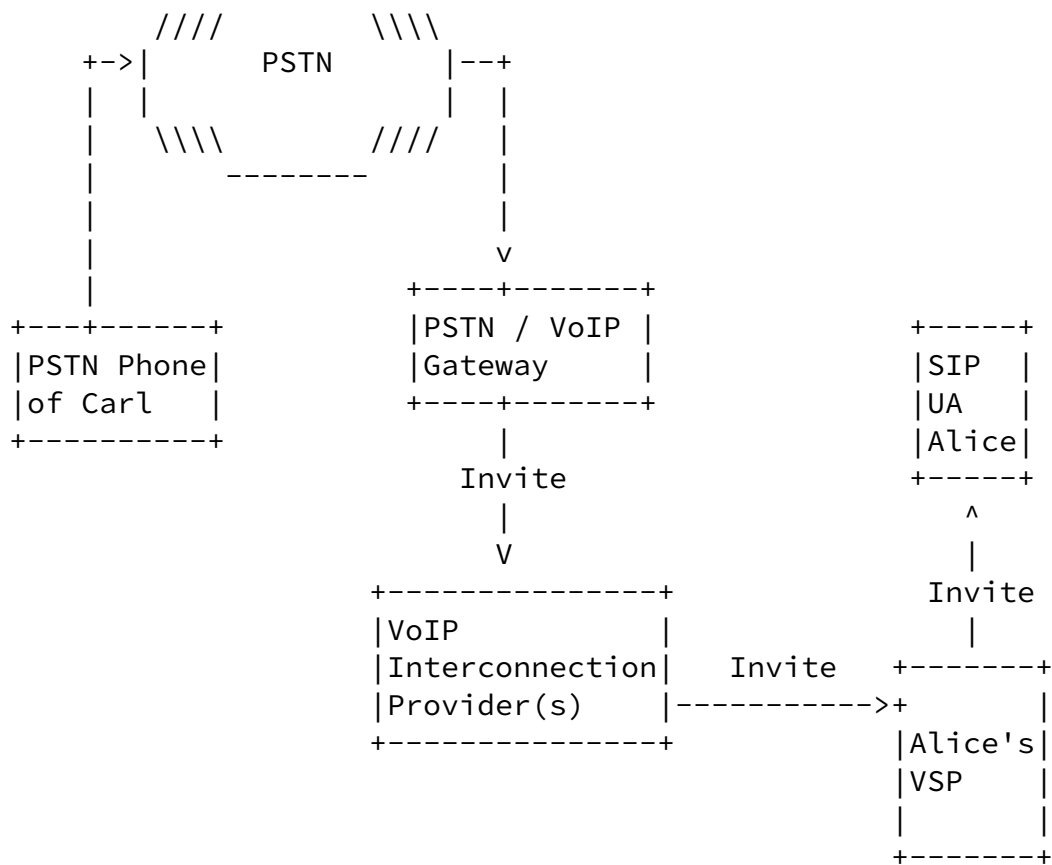 PSTN
PSTN / VoIP
Gateway
PSTN Phone
of Carl
SIP
UA
Alice
Invite
Invite
VoIP
Interconnection
Provider(s)
Invite
Alice's
VSP